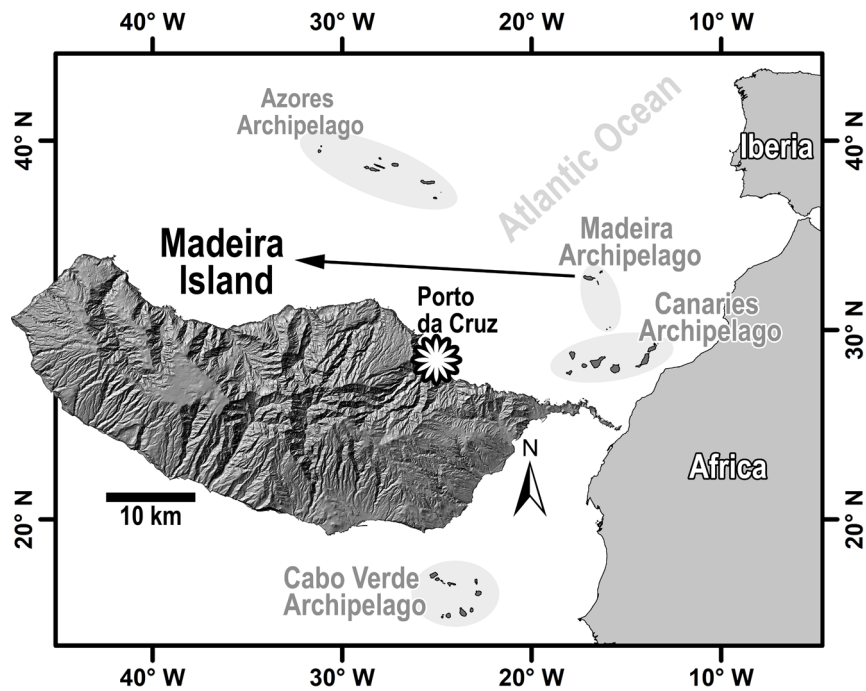 40° W 30° W 20° W 10° W
Azores
Archipelago
40° N
40° N
Atlantic Ocean
Iberia
Madeira
Island
Madeira
Archipelago
Porto
da Cruz
Canaries
Archipelago
30° N
N
Africa
10 km
20° N
20° N
Cabo Verde
Archipelago
40° W 30° W 20° W 10° W